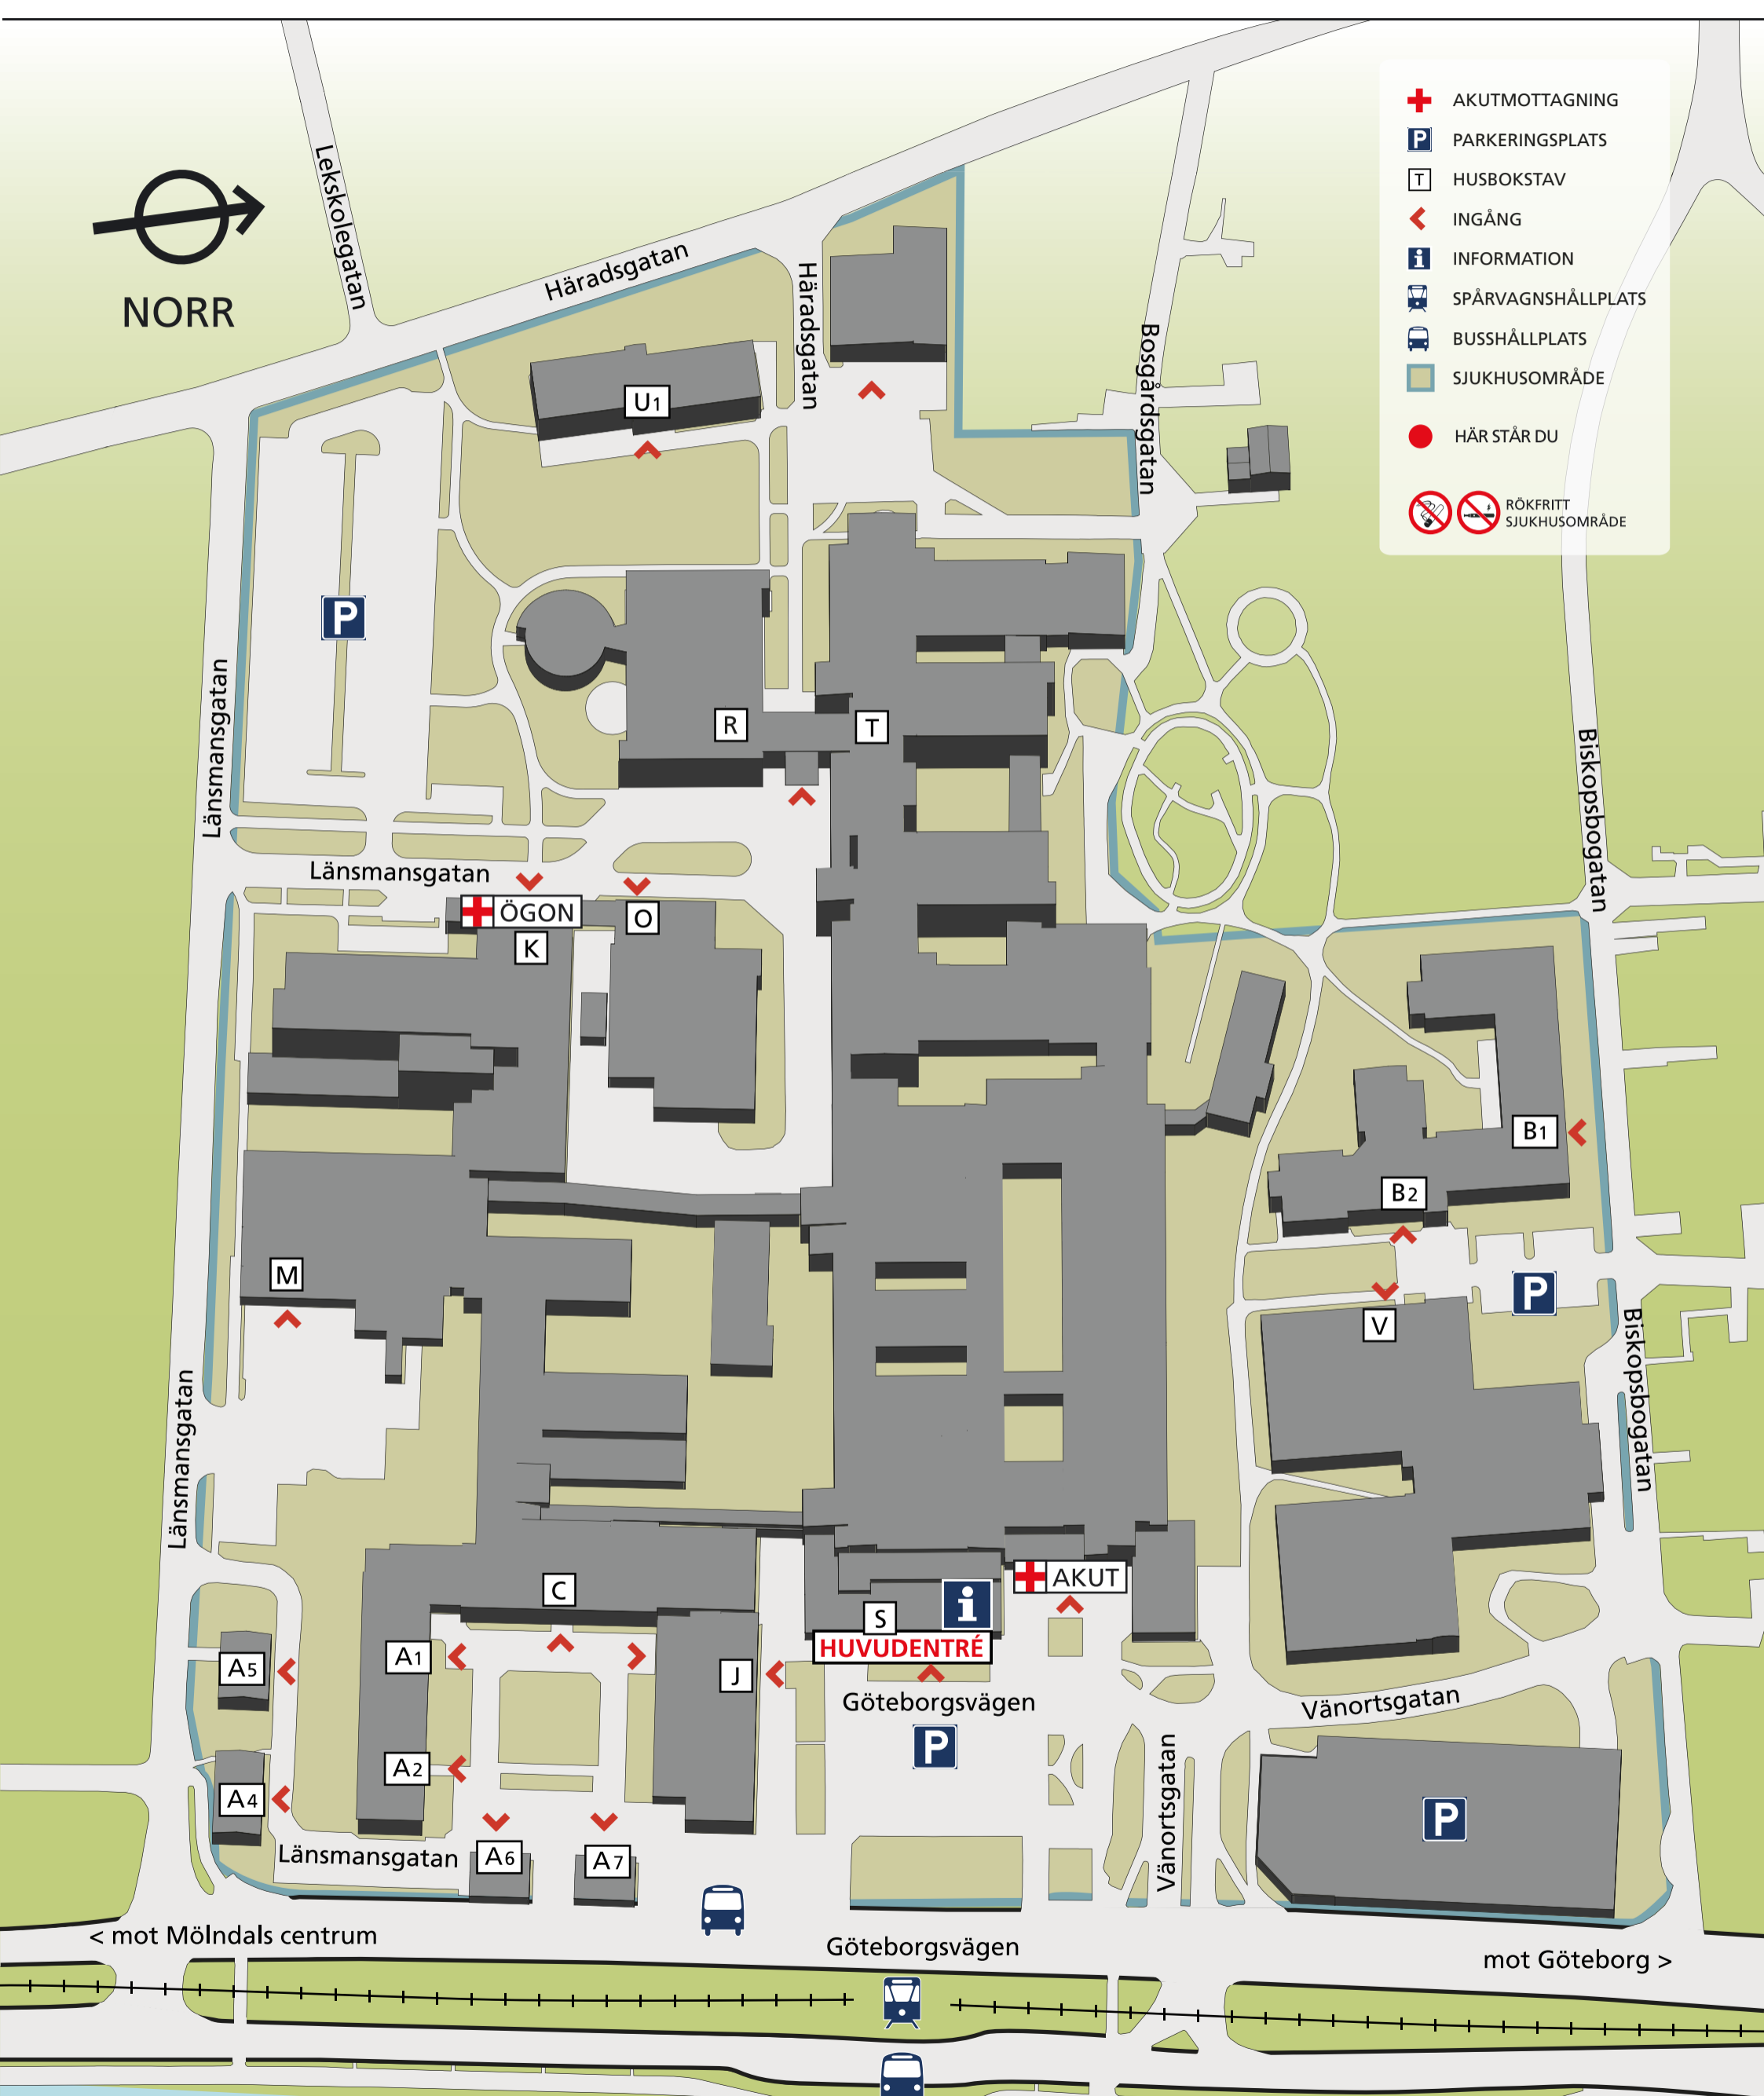 AKUTMOTTAGNING
P PARKERINGSPLATS
T HUSBOKSTAV
INGÅNG
i INFORMATION
SPÅRVAGNSHÅLLPLATS
BUSSHÅLLPLATS
SJUKHUSOMRÅDE
HÄR STÅR DU
RÖKFRITT
SJUKHUSOMRÅDE
Lekskolegatan
NORR
Häradsgatan
Häradsgatan
Bosgårdsgatan
U1
P
Länsmansgatan
R
T
Biskopsbogatan
Länsmansgatan
ÖGON
O
K
B1
B2
M
P
V
Biskopsbogatan
Länsmansgatan
AKUT
C
i
S
HUVUDENTRÉ
A1
A5
J
Göteborgsvägen
Vänortsgatan
P
A2
A4
Vänortsgatan
P
Länsmansgatan
A6
A7
< mot Mölndals centrum
Göteborgsvägen
mot Göteborg >